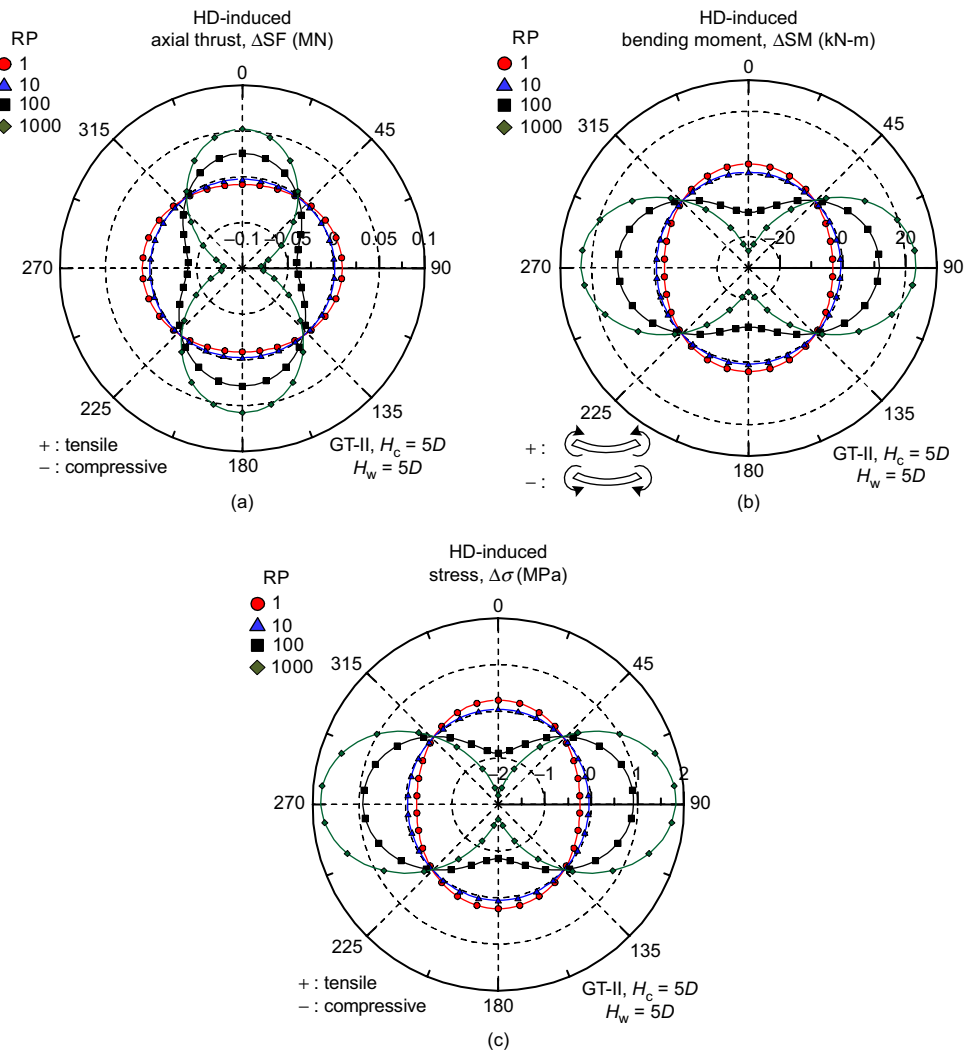 HD-induced
axial thrust, ΔSF (MN)
RP
1
10
100
1000
0
45
90
135
180
225
270
315
−0.1
−0.05
0
0.05
0.1
+ : tensile
− : compressive
GT-II, Hc = 5D
Hw = 5D
(a)
HD-induced
bending moment, ΔSM (kN-m)
RP
1
10
100
1000
0
45
90
135
180
225
270
315
−20
0
20
+ :
− :
GT-II, Hc = 5D
Hw = 5D
(b)
HD-induced
stress, Δσ (MPa)
RP
1
10
100
1000
0
45
90
135
180
225
270
315
−2
−1
0
1
2
+ : tensile
− : compressive
GT-II, Hc = 5D
Hw = 5D
(c)